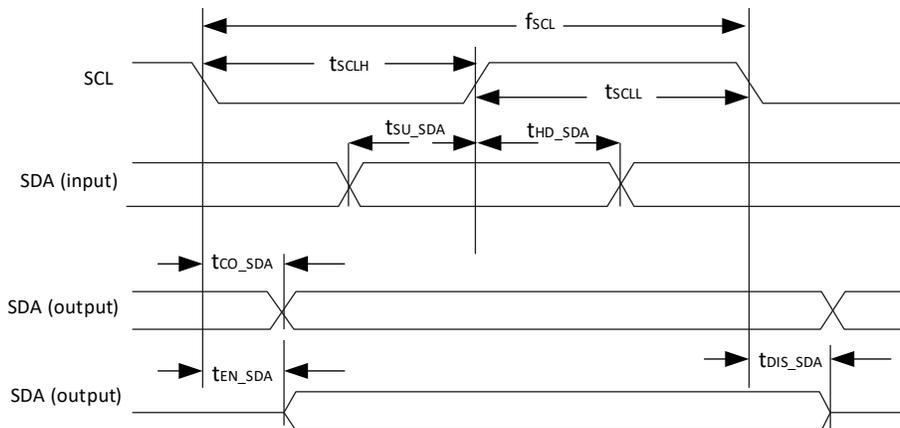 fSCL
SCL
tSCLH
tSCLL
tSU_SDA
tHD_SDA
SDA (input)
tCO_SDA
SDA (output)
tEN_SDA
tDIS_SDA
SDA (output)